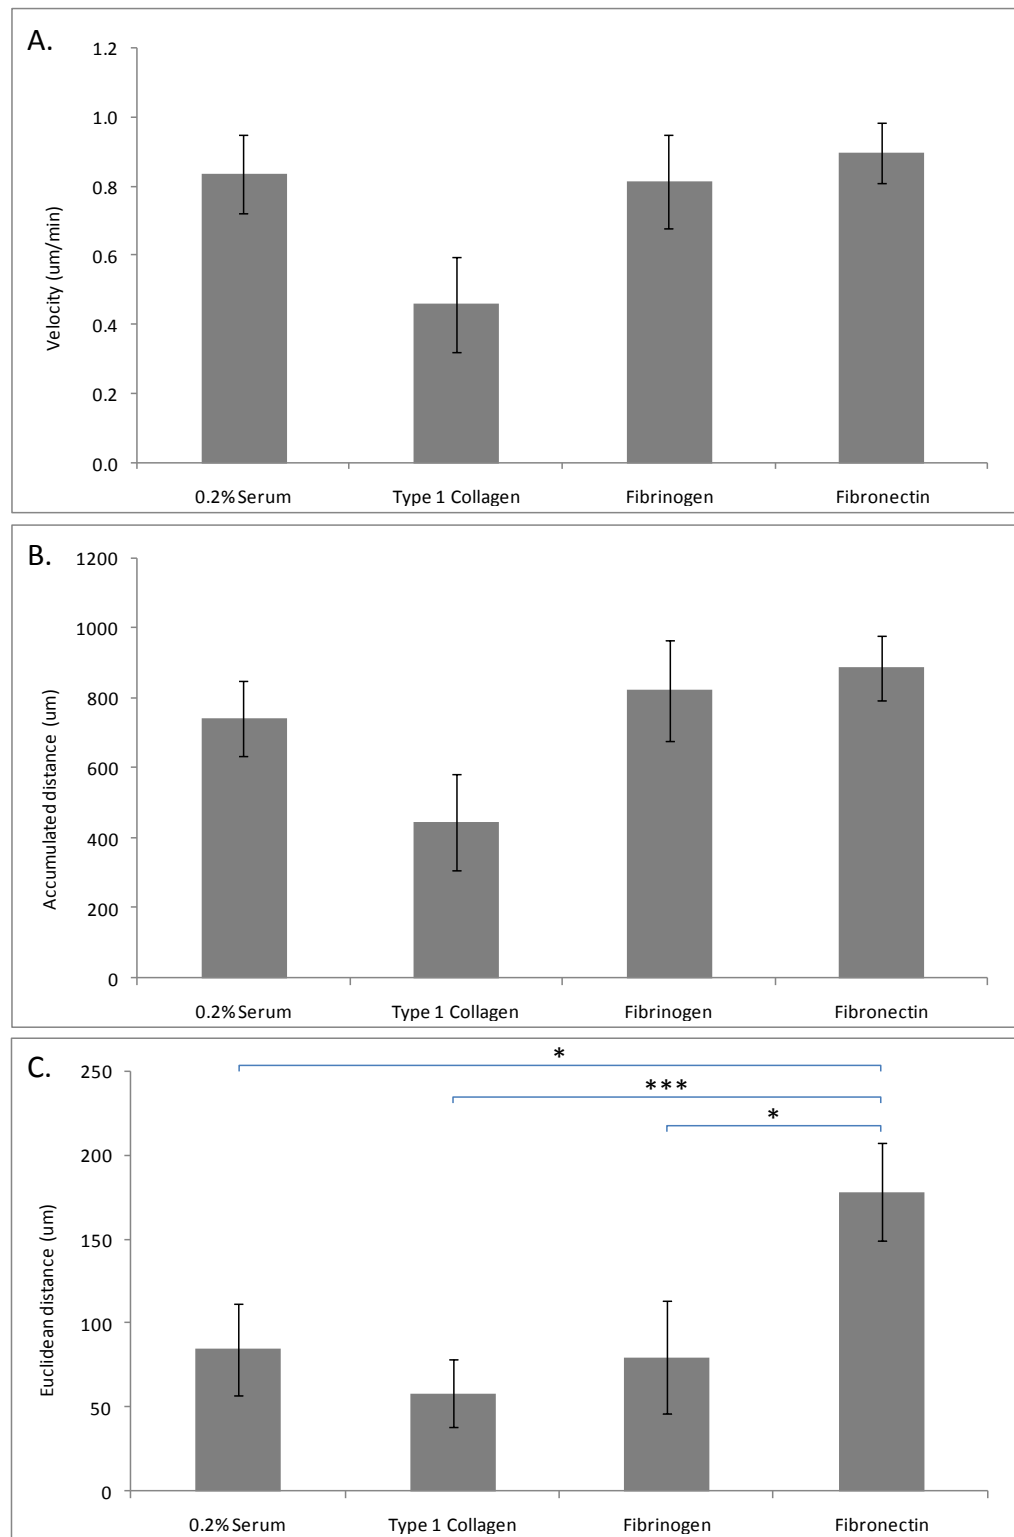 A.
1.2
1.0
0.8
0.6
0.4
0.2
0.0
Velocity (um/min)
0.2% Serum Type 1 Collagen Fibrinogen Fibronectin
B.
1200
1000
800
600
400
200
0
Accumulated distance (um)
0.2% Serum Type 1 Collagen Fibrinogen Fibronectin
C.
*
***
*
250
200
150
100
50
0
Euclidean distance (um)
0.2% Serum Type 1 Collagen Fibrinogen Fibronectin